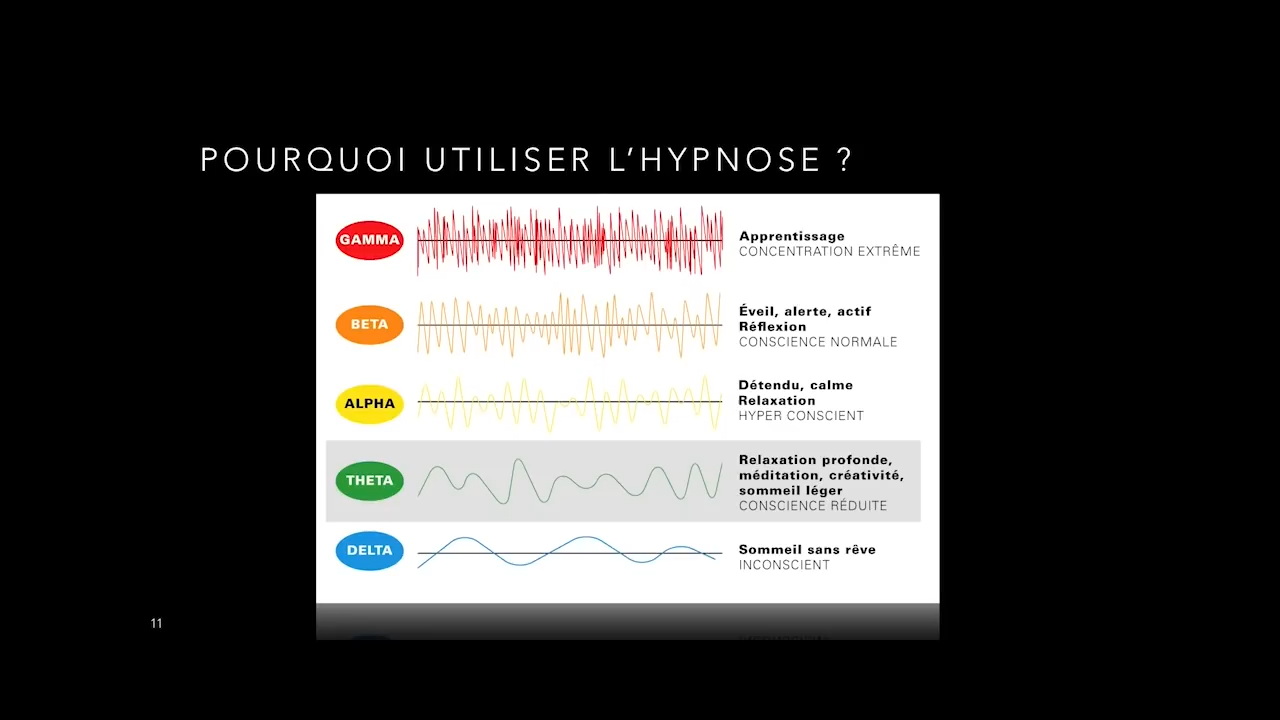 POURQUOI UTILISER L’HYPNOSE ?
GAMMA
Apprentissage
CONCENTRATION EXTRÊME
BETA
Éveil, alerte, actif
Réflexion
CONSCIENCE NORMALE
ALPHA
Détendu, calme
Relaxation
HYPER CONSCIENT
THETA
Relaxation profonde,
méditation, créativité,
sommeil léger
CONSCIENCE RÉDUITE
DELTA
Sommeil sans rêve
INCONSCIENT
11